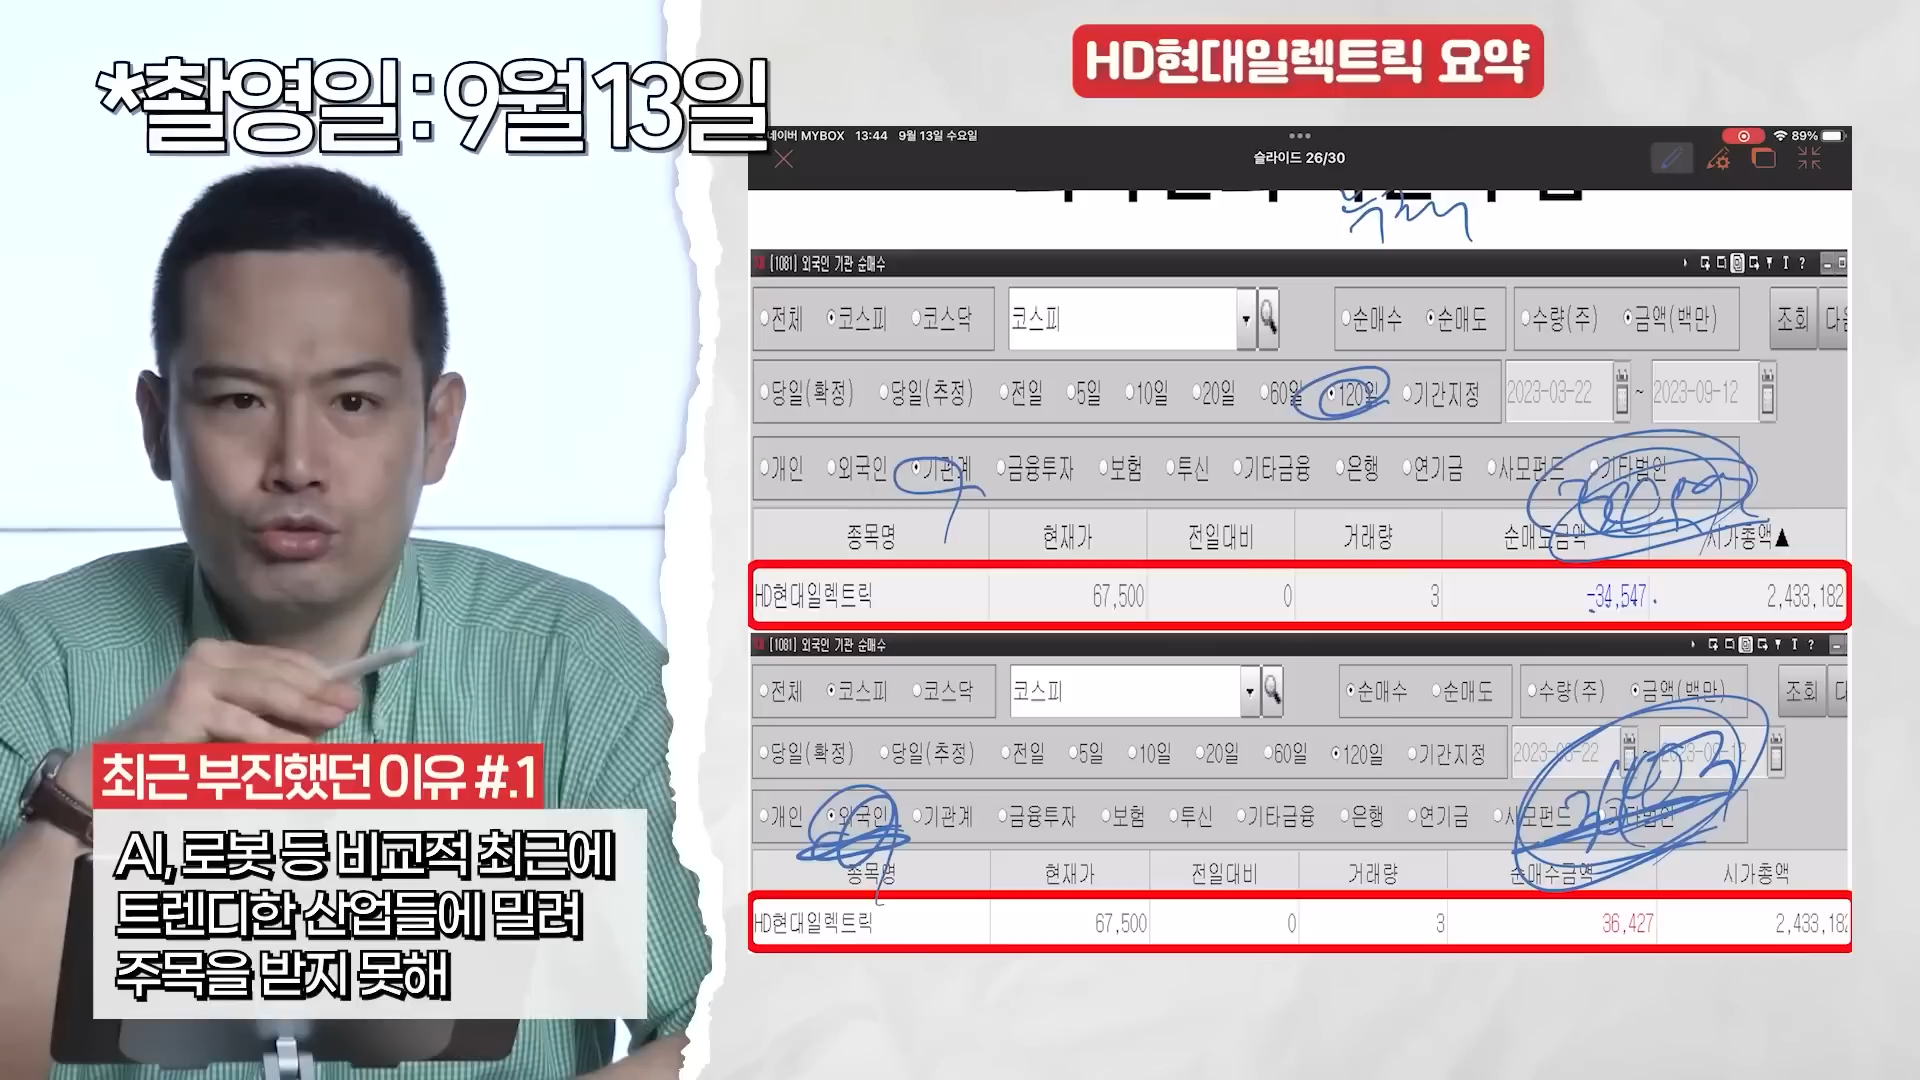 *촬영일 : 9월 13일
HD현대일렉트릭 요약
네이버 MYBOX 13:44 9월 13일 수요일
89%
슬라이드 26/30
[1081] 외국인 기관 순매수
전체 코스피 코스닥 코스피 순매수 순매도 수량(주) 금액(백만) 조회
당일(확정) 당일(추정) 전일 5일 10일 20일 60일 120일 기간지정 2023-03-22 ~ 2023-09-12
개인 외국인 기관계 금융투자 보험 투신 기타금융 은행 연기금 사모펀드 기타법인
종목명 현재가 전일대비 거래량 순매도금액 시가총액▲
HD현대일렉트릭 67,500 0 3 -34,547 2,433,182
[1081] 외국인 기관 순매수
전체 코스피 코스닥 코스피 순매수 순매도 수량(주) 금액(백만) 조회
당일(확정) 당일(추정) 전일 5일 10일 20일 60일 120일 기간지정 2023-03-22 ~ 2023-09-12
개인 외국인 기관계 금융투자 보험 투신 기타금융 은행 연기금 사모펀드 기타법인
종목명 현재가 전일대비 거래량 순매수금액 시가총액
HD현대일렉트릭 67,500 0 3 36,427 2,433,182
최근 부진했던 이유 #.1
AI, 로봇 등 비교적 최근에
트렌디한 산업들에 밀려
주목을 받지 못해